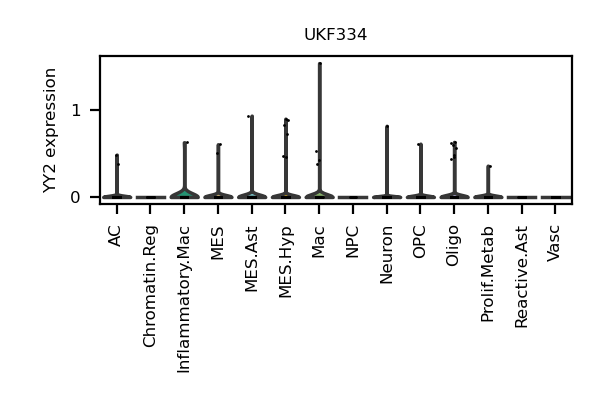 UKF334
YY2 expression
1
0
AC
Chromatin.Reg
Inflammatory.Mac
MES
MES.Ast
MES.Hyp
Mac
NPC
Neuron
OPC
Oligo
Prolif.Metab
Reactive.Ast
Vasc